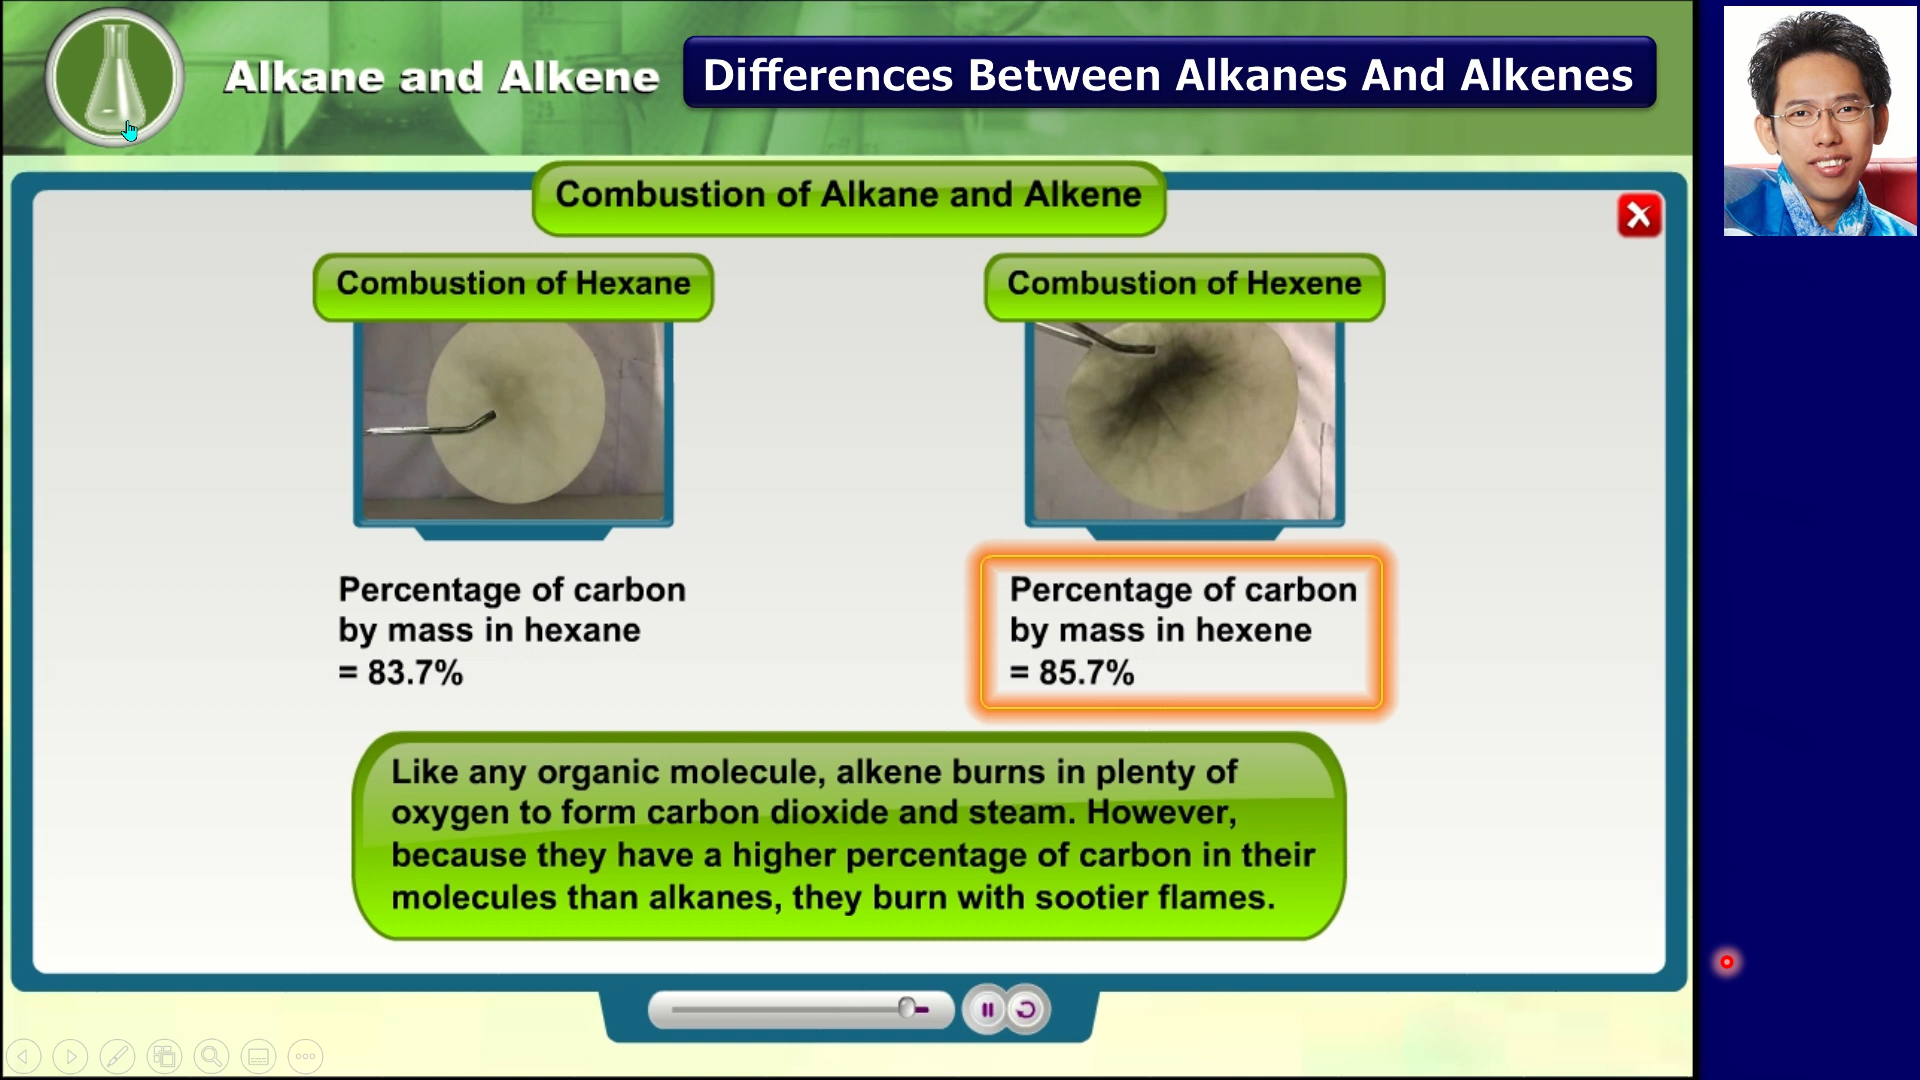 Alkane and Alkene
Differences Between Alkanes And Alkenes
Combustion of Alkane and Alkene
Combustion of Hexane
Combustion of Hexene
Percentage of carbon
by mass in hexane
= 83.7%
Percentage of carbon
by mass in hexene
= 85.7%
Like any organic molecule, alkene burns in plenty of
oxygen to form carbon dioxide and steam. However,
because they have a higher percentage of carbon in their
molecules than alkanes, they burn with sootier flames.